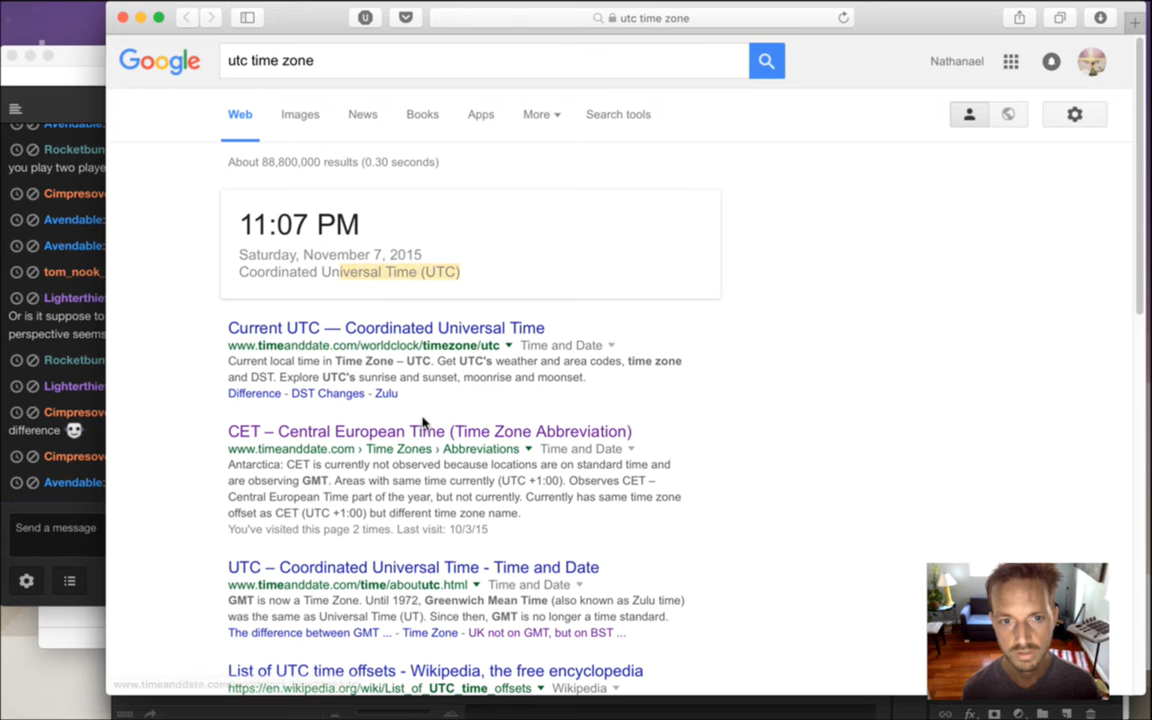 utc time zone
Google
utc time zone
Nathanael
Web
Images
News
Books
Apps
More
Search tools
About 88,800,000 results (0.30 seconds)
11:07 PM
Saturday, November 7, 2015
Coordinated Universal Time (UTC)
Current UTC — Coordinated Universal Time
www.timeanddate.com/worldclock/timezone/utc Time and Date
Current local time in Time Zone – UTC. Get UTC's weather and area codes, time zone
and DST. Explore UTC's sunrise and sunset, moonrise and moonset.
Difference - DST Changes - Zulu
CET – Central European Time (Time Zone Abbreviation)
www.timeanddate.com › Time Zones › Abbreviations Time and Date
Antarctica: CET is currently not observed because locations are on standard time and
are observing GMT. Areas with same time currently (UTC +1:00). Observes CET –
Central European Time part of the year, but not currently. Currently has same time zone
offset as CET (UTC +1:00) but different time zone name.
You've visited this page 2 times. Last visit: 10/3/15
UTC – Coordinated Universal Time - Time and Date
www.timeanddate.com/time/aboututc.html Time and Date
GMT is now a Time Zone. Until 1972, Greenwich Mean Time (also known as Zulu time)
was the same as Universal Time (UT). Since then, GMT is no longer a time standard.
The difference between GMT ... - Time Zone - UK not on GMT, but on BST ...
List of UTC time offsets - Wikipedia, the free encyclopedia
https://en.wikipedia.org/wiki/List_of_UTC_time_offsets Wikipedia
Avendable:
Rocketbun
you play two playe
Cimpresov
Avendable:
Avendable:
tom_nook_
Lighterthie
Or is it suppose to
perspective seems
Rocketbun
Lighterthie
Cimpresov
difference
Cimpresov
Avendable:
Send a message